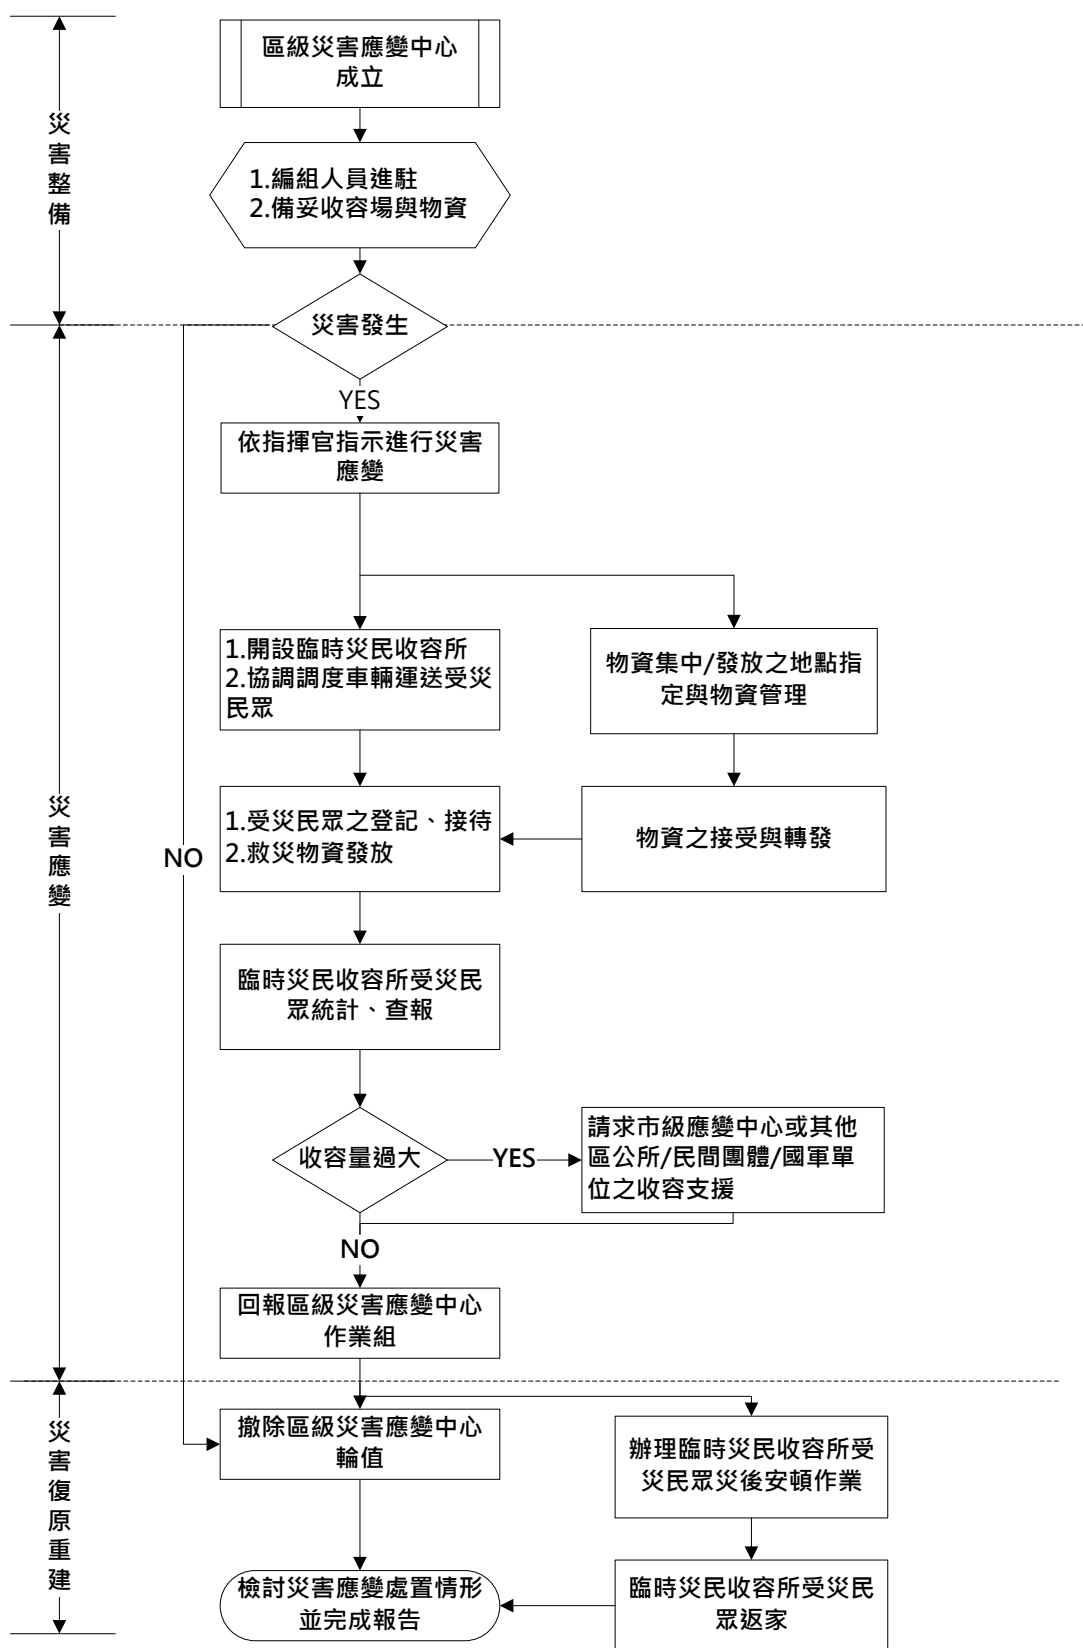 區級災害應變中心
成立
災害整備
1.編組人員進駐
2.備妥收容場與物資
災害發生
YES
依指揮官指示進行災害
應變
1.開設臨時災民收容所
2.協調調度車輛運送受災
民眾
物資集中/發放之地點指
定與物資管理
災害應變
NO
1.受災民眾之登記、接待
2.救災物資發放
物資之接受與轉發
臨時災民收容所受災民
眾統計、查報
收容量過大
YES
請求市級應變中心或其他
區公所/民間團體/國軍單
位之收容支援
NO
回報區級災害應變中心
作業組
災害復原重建
撤除區級災害應變中心
輪值
辦理臨時災民收容所受
災民眾災後安頓作業
檢討災害應變處置情形
並完成報告
臨時災民收容所受災民
眾返家